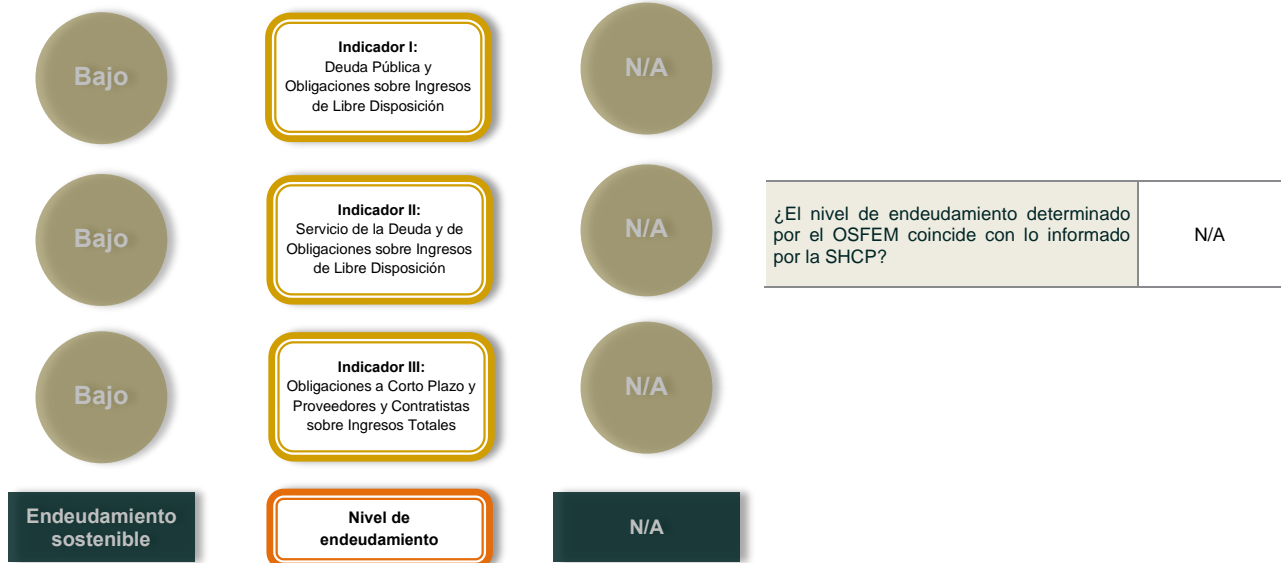 Bajo
Indicador I:
Deuda Pública y
Obligaciones sobre Ingresos
de Libre Disposición
N/A
Bajo
Indicador II:
Servicio de la Deuda y de
Obligaciones sobre Ingresos
de Libre Disposición
N/A
¿El nivel de endeudamiento determinado
por el OSFEM coincide con lo informado
por la SHCP?
N/A
Bajo
Indicador III:
Obligaciones a Corto Plazo y
Proveedores y Contratistas
sobre Ingresos Totales
N/A
Endeudamiento
sostenible
Nivel de
endeudamiento
N/A